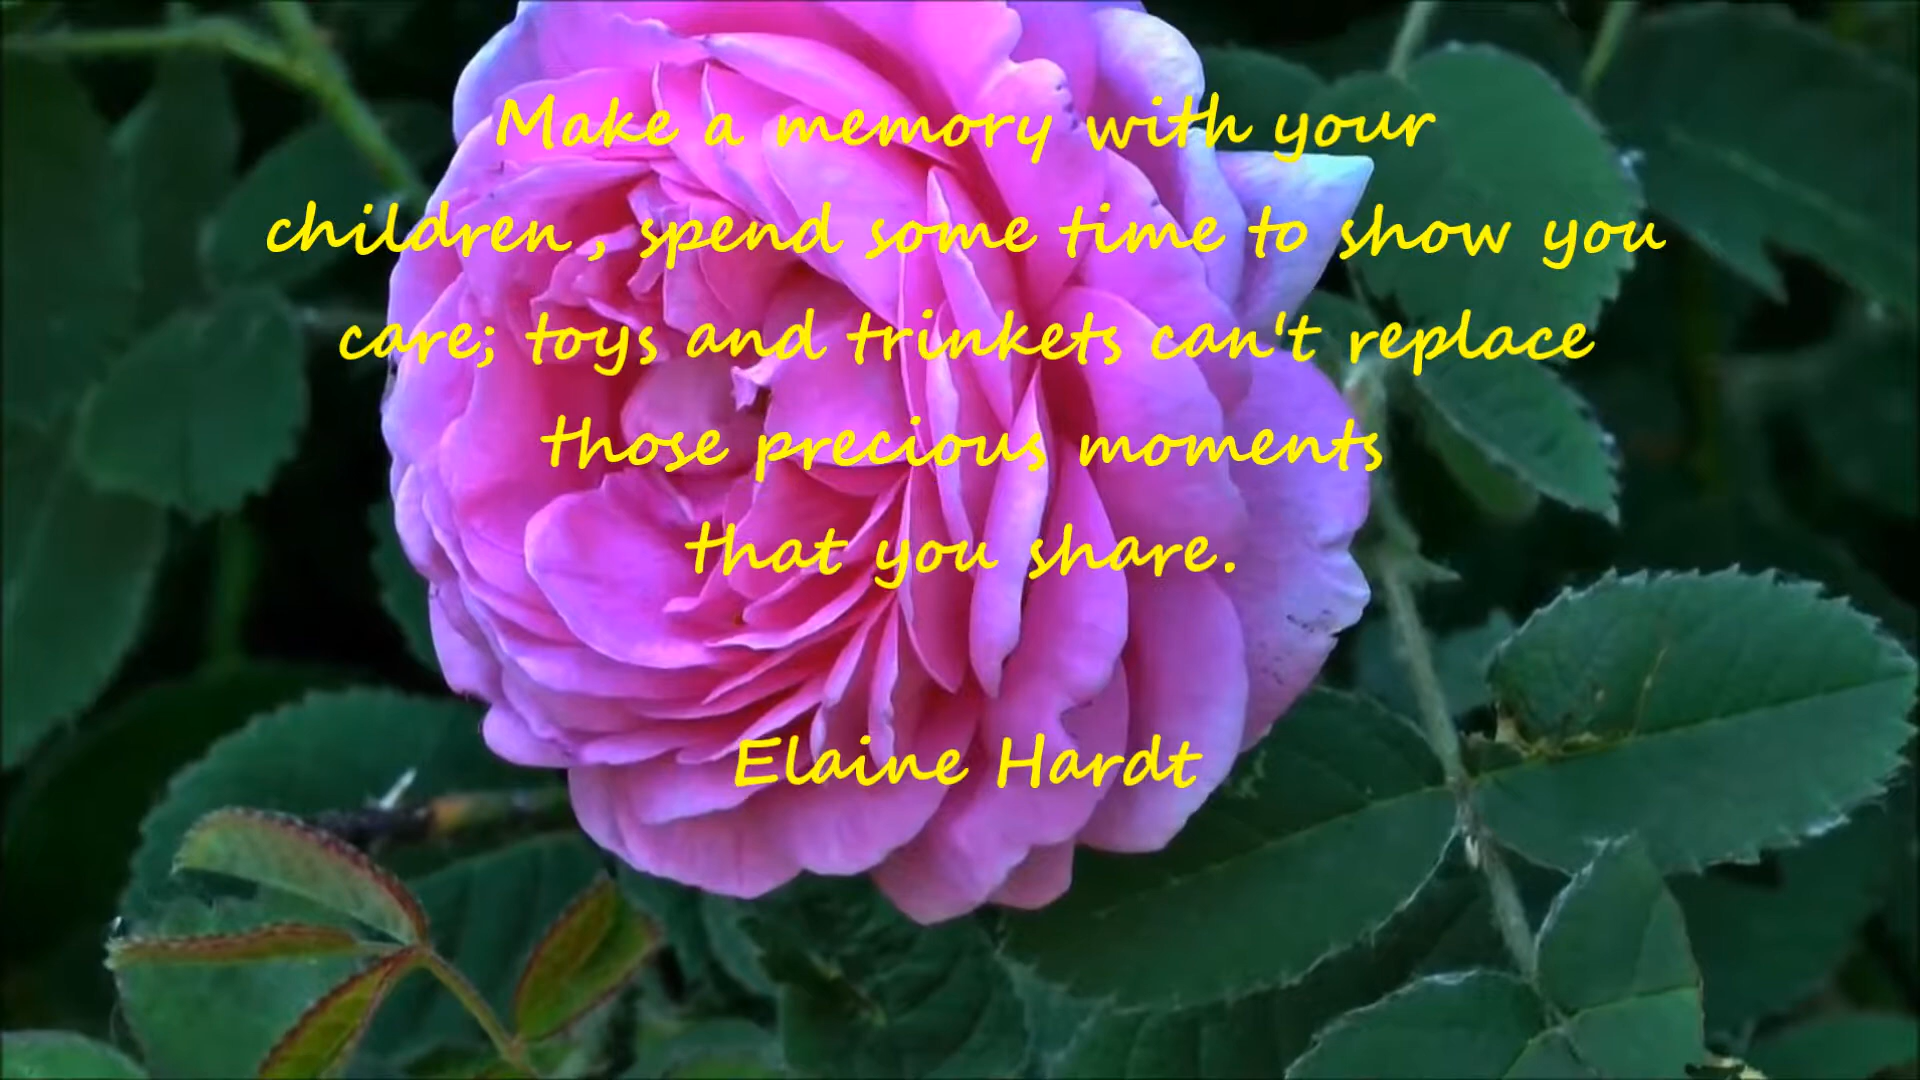 Make a memory with your
children, spend some time to show you
care; toys and trinkets can't replace
those precious moments
that you share.
Elaine Hardt